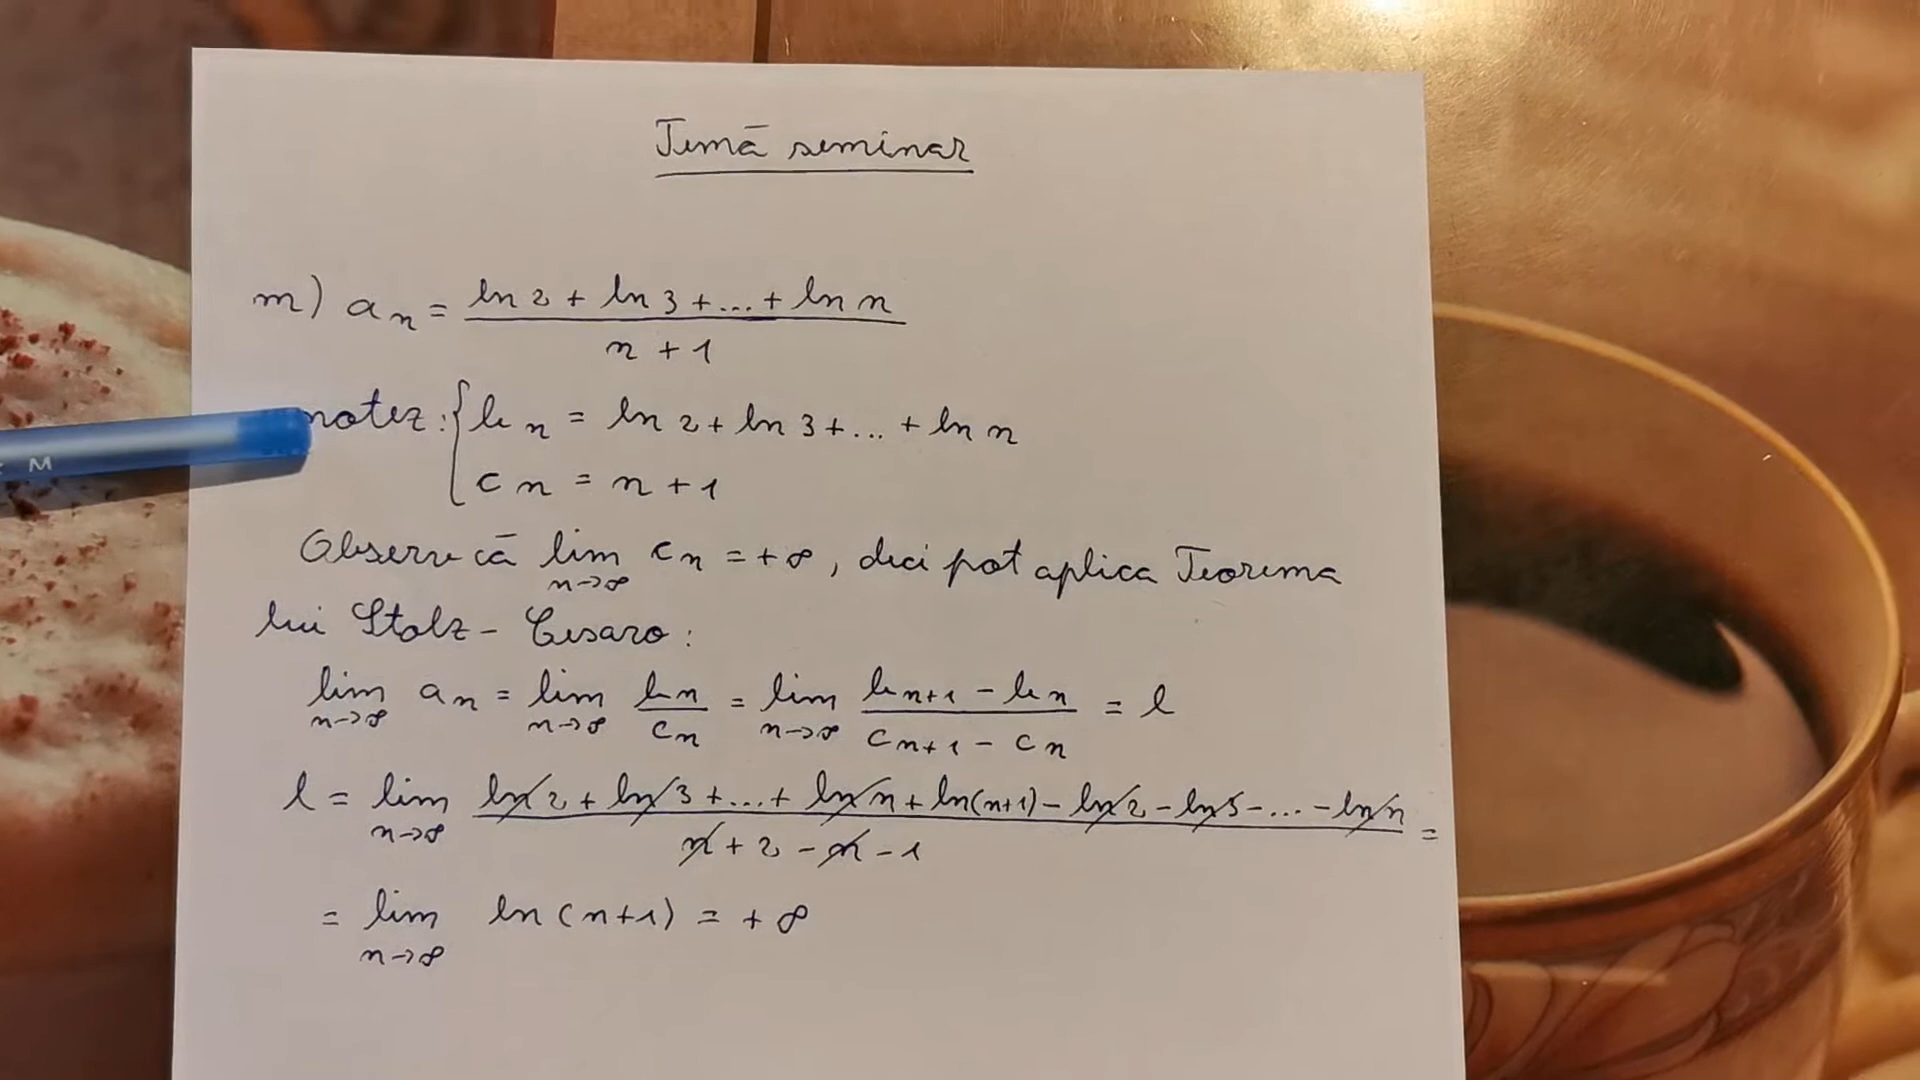 Temă seminar
m) aₙ = (ln 2 + ln 3 + ... + ln n) / (n + 1)
notez: { bₙ = ln 2 + ln 3 + ... + ln n
cₙ = n + 1
Observ că lim n→∞ cₙ = +∞, deci pot aplica Teorema
lui Stolz - Cesaro:
lim n→∞ aₙ = lim n→∞ bₙ / cₙ = lim n→∞ (bₙ₊₁ - bₙ) / (cₙ₊₁ - cₙ) = l
l = lim n→∞ (ln 2 + ln 3 + ... + ln n + ln(n+1) - ln 2 - ln 3 - ... - ln n) / (n + 2 - n - 1) =
= lim n→∞ ln(n+1) = +∞
M